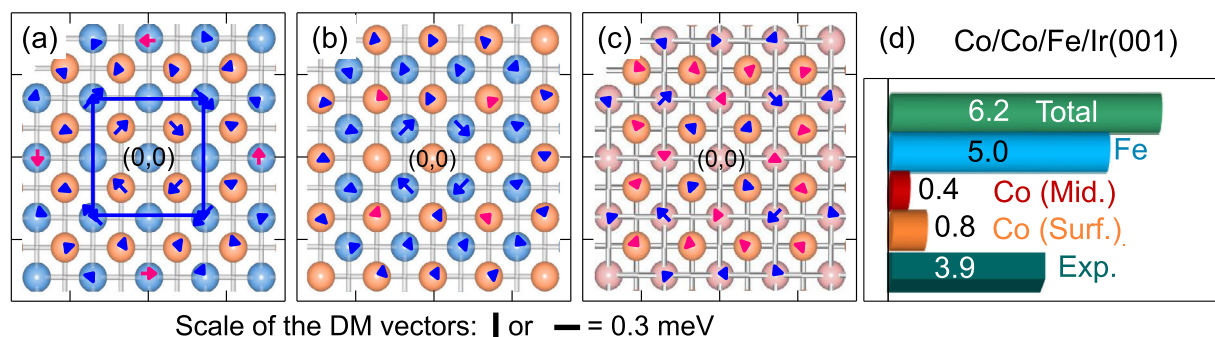 (a)
(0,0)
(b)
(0,0)
(c)
(0,0)
(d) Co/Co/Fe/Ir(001)
6.2 Total
5.0 Fe
0.4 Co (Mid.)
0.8 Co (Surf.)
3.9 Exp.
Scale of the DM vectors: | or — = 0.3 meV